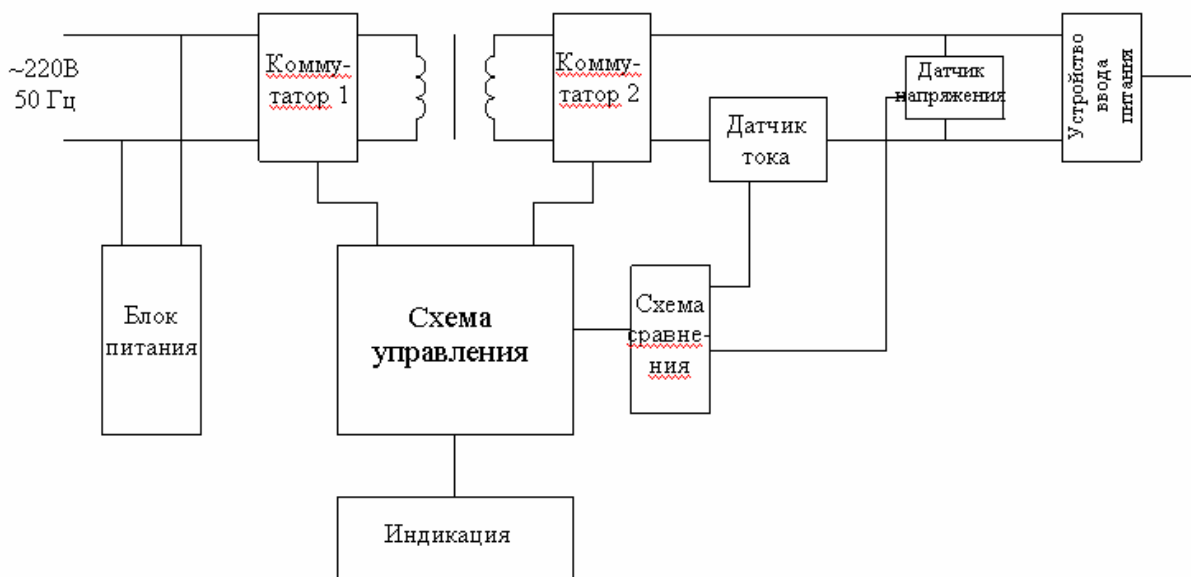 ~220В
50 Гц
Комму-
татор 1
Комму-
татор 2
Датчик
напряжения
Устройство
ввода
питания
Датчик
тока
Блок
питания
Схема
управления
Схема
сравне-
ния
Индикация